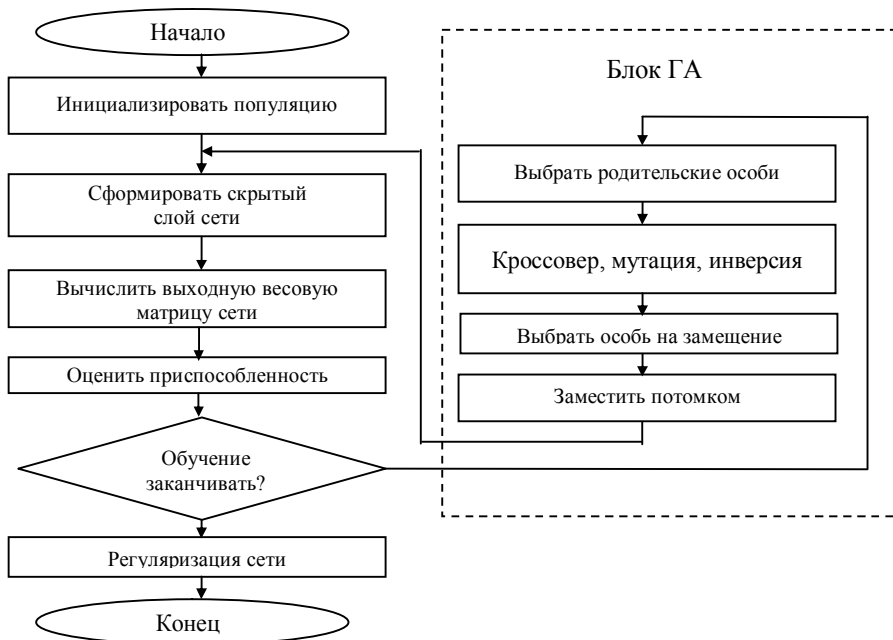 Начало
Инициализировать популяцию
Сформировать скрытый
слой сети
Вычислить выходную весовую
матрицу сети
Оценить приспособленность
Обучение
заканчивать?
Регуляризация сети
Конец
Блок ГА
Выбрать родительские особи
Кроссовер, мутация, инверсия
Выбрать особь на замещение
Заместить потомком